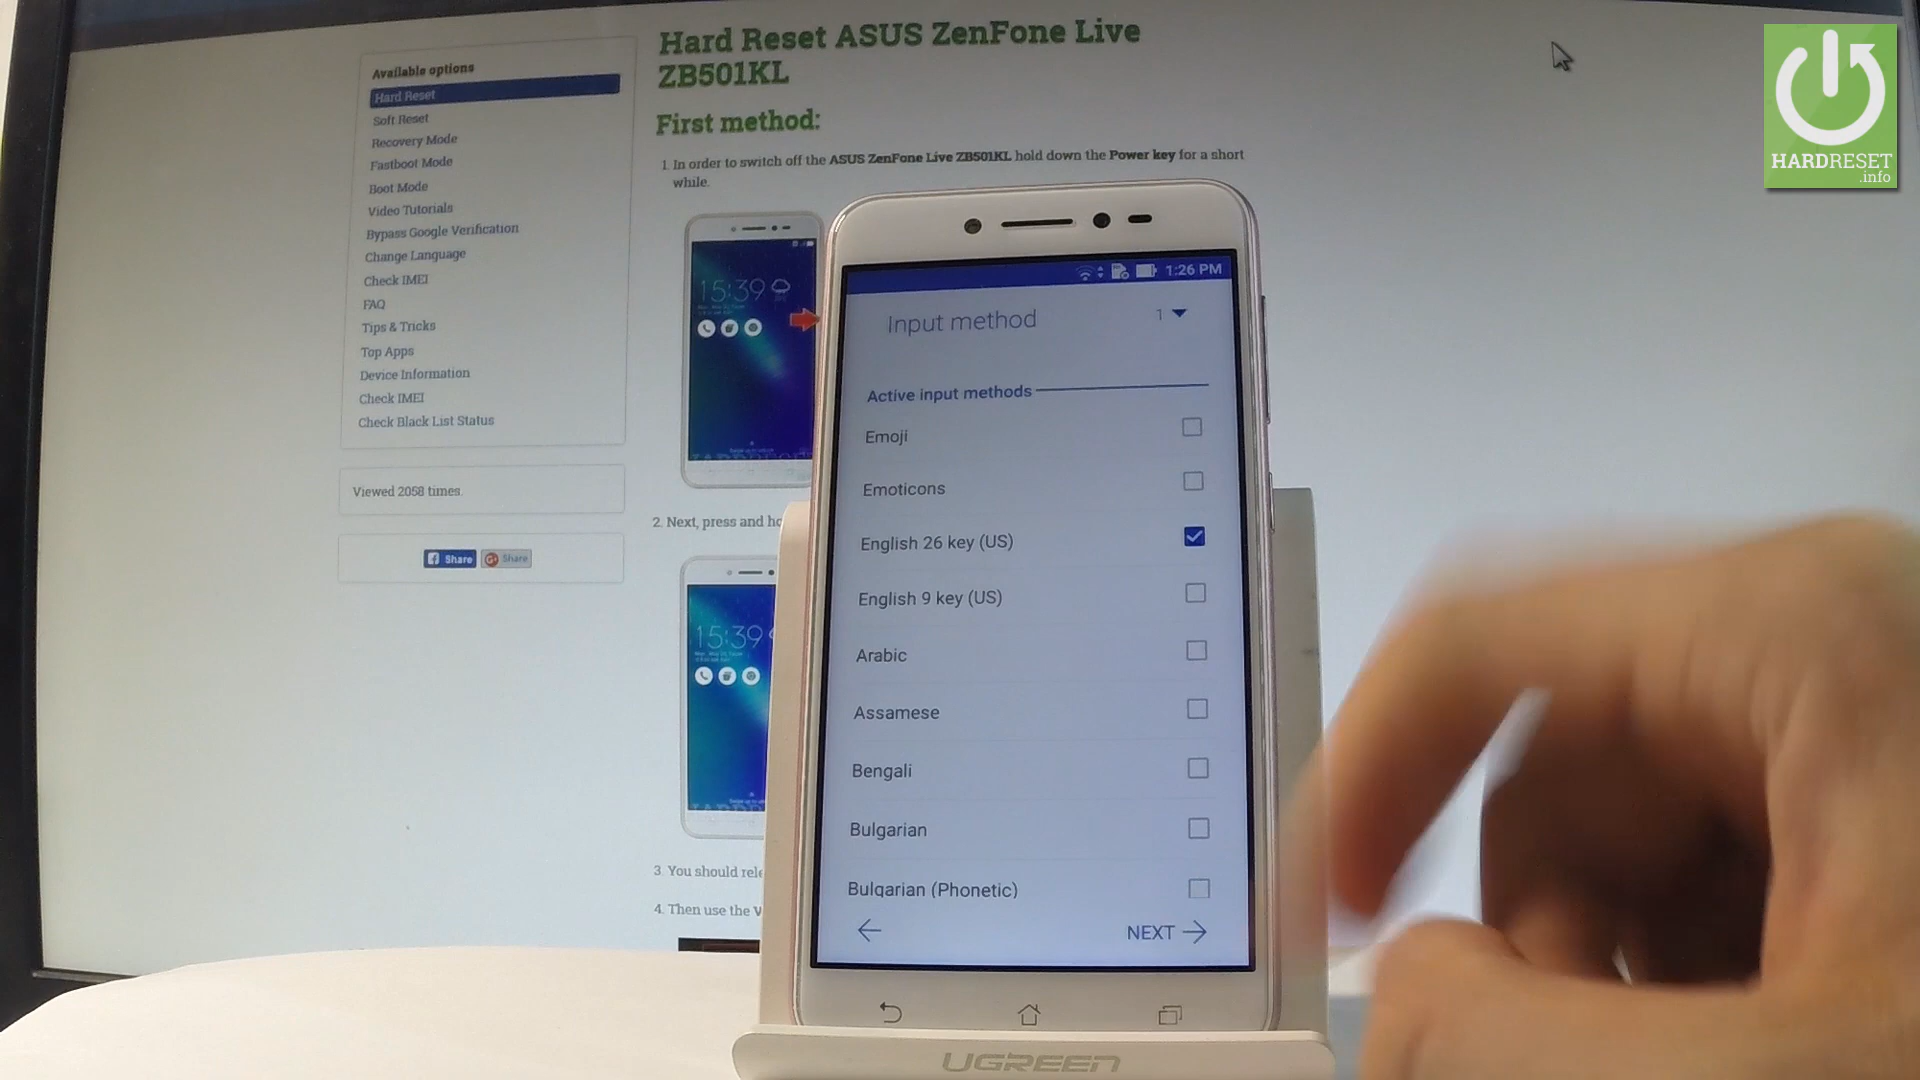 Hard Reset ASUS ZenFone Live
ZB501KL
First method:
1. In order to switch off the ASUS ZenFone Live ZB501KL hold down the Power key for a short
while.
2. Next, press and
3. You should
4. Then use the
Available options
Hard Reset
Soft Reset
Recovery Mode
Fastboot Mode
Boot Mode
Video Tutorials
Bypass Google Verification
Change Language
Check IMEI
FAQ
Tips & Tricks
Top Apps
Device Information
Check IMEI
Check Black List Status
Viewed 2058 times.
Share
Share
15:39
15:39
1:26 PM
Input method
1
Active input methods
Emoji
Emoticons
English 26 key (US)
English 9 key (US)
Arabic
Assamese
Bengali
Bulgarian
Bulgarian (Phonetic)
NEXT
UGREEN
HARDRESET
.info